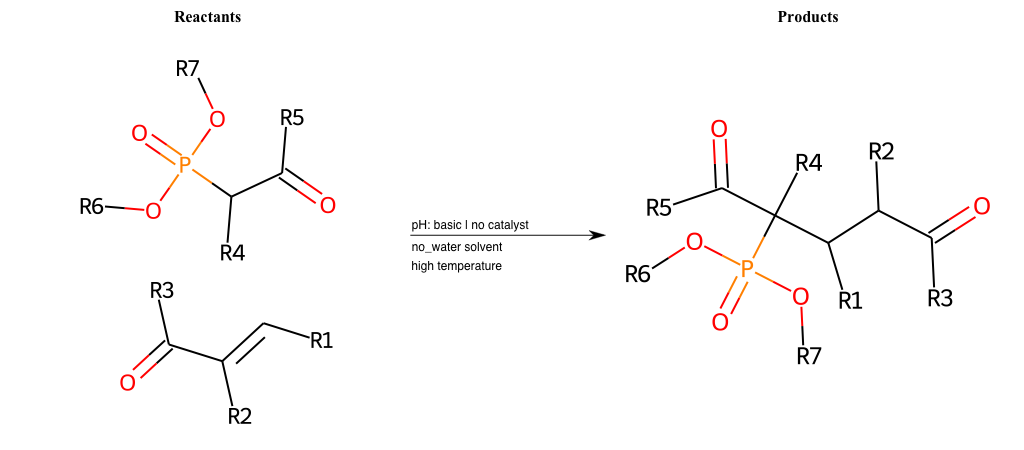 Reactants
Products
R7
O
O
R5
P
R6
O
O
R4
R3
R1
O
R2
pH: basic | no catalyst
no_water solvent
high temperature
O
R4
R2
R5
O
O
R6
P
O
R1
R3
O
R7